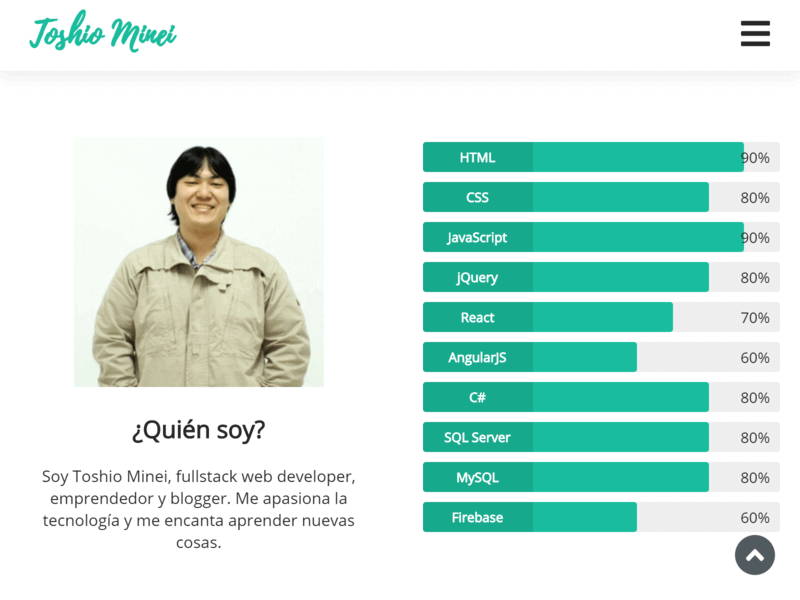 Toshio Minei
¿Quién soy?
Soy Toshio Minei, fullstack web developer,
emprendedor y blogger. Me apasiona la
tecnología y me encanta aprender nuevas
cosas.
HTML 90%
CSS 80%
JavaScript 90%
jQuery 80%
React 70%
AngularJS 60%
C# 80%
SQL Server 80%
MySQL 80%
Firebase 60%